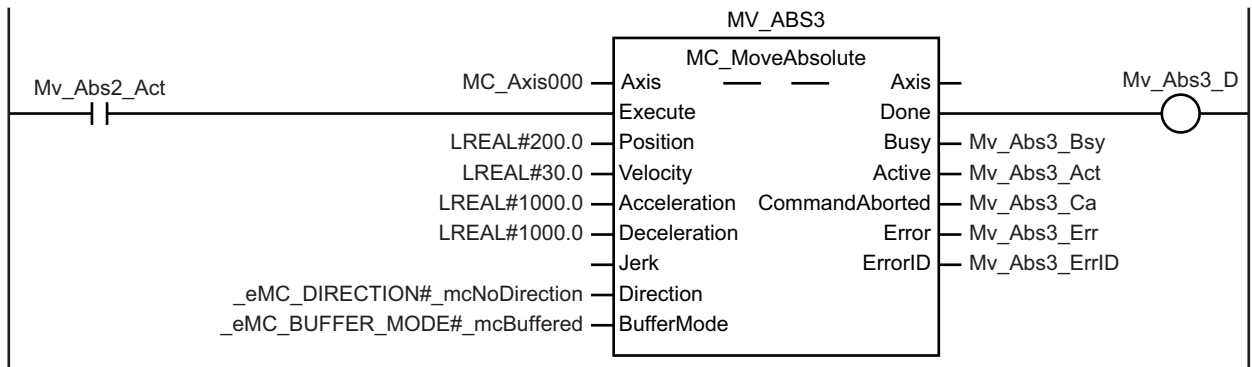 MV_ABS3
MC_MoveAbsolute
Mv_Abs2_Act
MC_Axis000 Axis Axis Mv_Abs3_D
Execute Done
LREAL#200.0 Position Busy Mv_Abs3_Bsy
LREAL#30.0 Velocity Active Mv_Abs3_Act
LREAL#1000.0 Acceleration CommandAborted Mv_Abs3_Ca
LREAL#1000.0 Deceleration Error Mv_Abs3_Err
Jerk ErrorID Mv_Abs3_ErrID
_eMC_DIRECTION#_mcNoDirection Direction
_eMC_BUFFER_MODE#_mcBuffered BufferMode